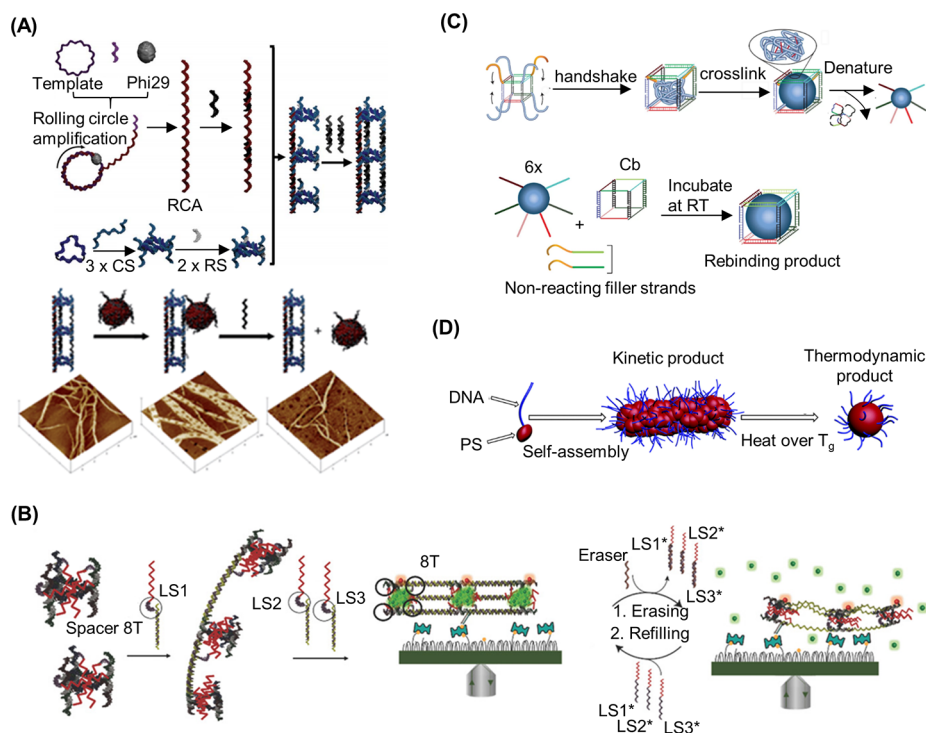 (A)
Template
Phi29
Rolling circle
amplification
RCA
3 x CS
2 x RS
(C)
handshake
crosslink
Denature
6x
Cb
Incubate
at RT
+
Non-reacting filler strands
Rebinding product
+
(D)
Kinetic product
Thermodynamic
product
DNA
PS
Self-assembly
Heat over Tg
(B)
Spacer 8T
LS1
LS2
LS3
8T
Eraser
LS1*
LS2*
LS3*
1. Erasing
2. Refilling
LS1*
LS2*
LS3*